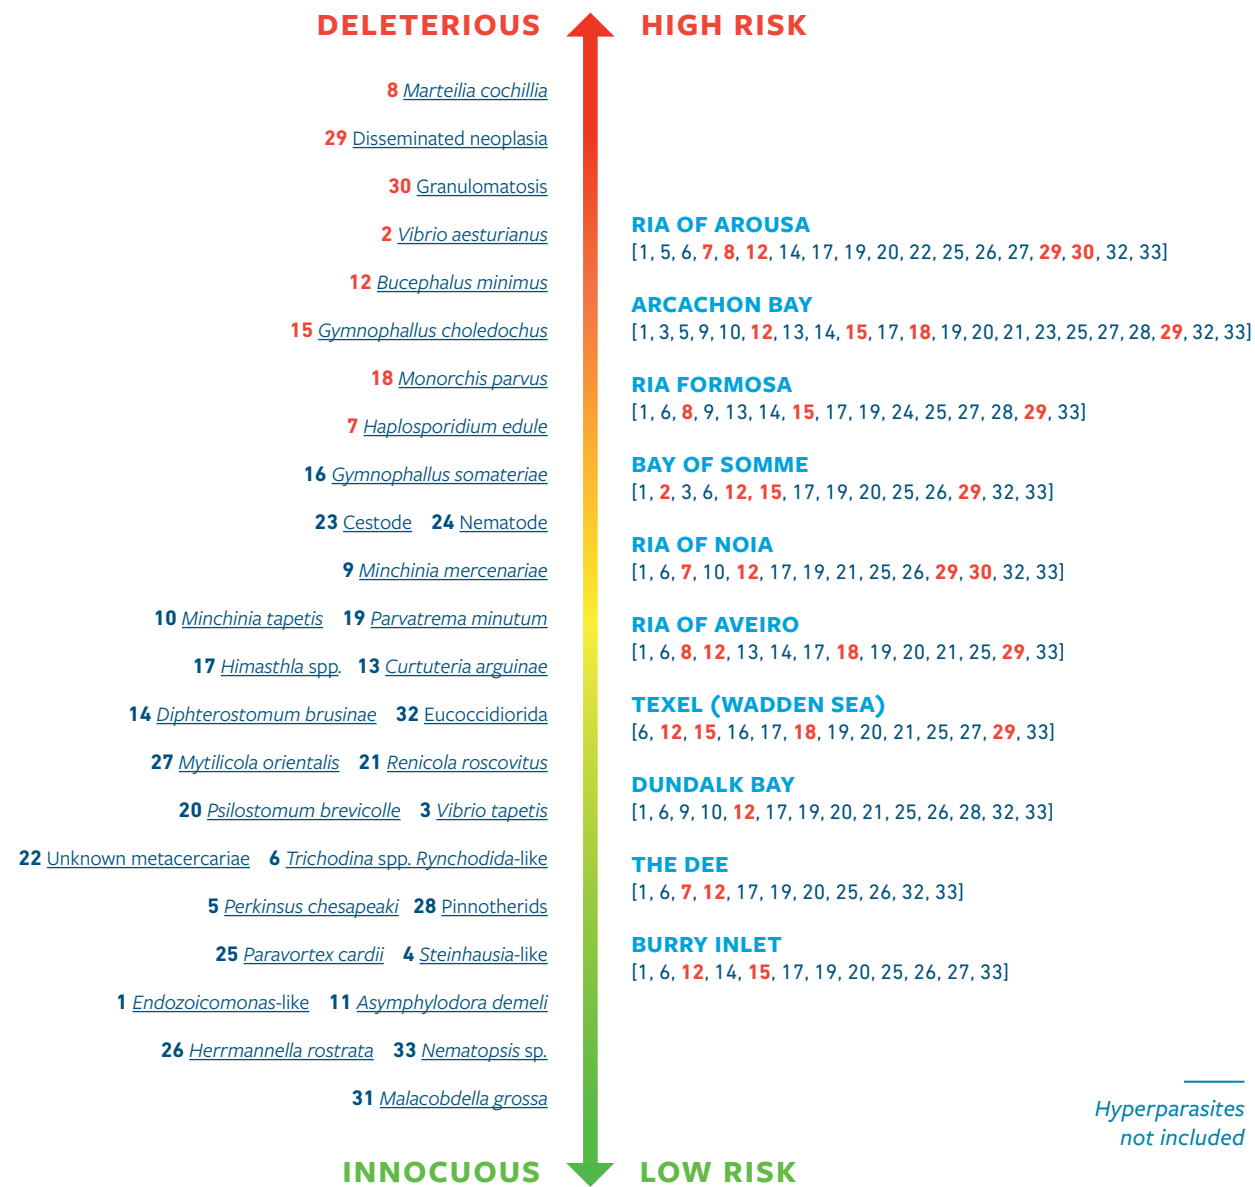 DELETERIOUS
HIGH RISK
8 Marteilia cochillia
29 Disseminated neoplasia
30 Granulomatosis
2 Vibrio aesturianus
12 Bucephalus minimus
15 Gymnophallus choledochus
18 Monorchis parvus
7 Haplosporidium edule
16 Gymnophallus somateriae
23 Cestode 24 Nematode
9 Minchinia mercenariae
10 Minchinia tapetis 19 Parvatrema minutum
17 Himasthla spp. 13 Curtuteria arguinae
14 Diphterostomum brusinae 32 Eucoccidiorida
27 Mytilicola orientalis 21 Renicola roscovitus
20 Psilostomum brevicolle 3 Vibrio tapetis
22 Unknown metacercariae 6 Trichodina spp. Rynchodida-like
5 Perkinsus chesapeaki 28 Pinnotherids
25 Paravortex cardii 4 Steinhausia-like
1 Endozoicomonas-like 11 Asymphylodora demeli
26 Herrmannella rostrata 33 Nematopsis sp.
31 Malacobdella grossa
INNOCUOUS
RIA OF AROUSA
[1, 5, 6, 7, 8, 12, 14, 17, 19, 20, 22, 25, 26, 27, 29, 30, 32, 33]
ARCACHON BAY
[1, 3, 5, 9, 10, 12, 13, 14, 15, 17, 18, 19, 20, 21, 23, 25, 27, 28, 29, 32, 33]
RIA FORMOSA
[1, 6, 8, 9, 13, 14, 15, 17, 19, 24, 25, 27, 28, 29, 33]
BAY OF SOMME
[1, 2, 3, 6, 12, 15, 17, 19, 20, 25, 26, 29, 32, 33]
RIA OF NOIA
[1, 6, 7, 10, 12, 17, 19, 21, 25, 26, 29, 30, 32, 33]
RIA OF AVEIRO
[1, 6, 8, 12, 13, 14, 17, 18, 19, 20, 21, 25, 29, 33]
TEXEL (WADDEN SEA)
[6, 12, 15, 16, 17, 18, 19, 20, 21, 25, 27, 29, 33]
DUNDALK BAY
[1, 6, 9, 10, 12, 17, 19, 20, 21, 25, 26, 28, 32, 33]
THE DEE
[1, 6, 7, 12, 17, 19, 20, 25, 26, 32, 33]
BURRY INLET
[1, 6, 12, 14, 15, 17, 19, 20, 25, 26, 27, 33]
Hyperparasites
not included
LOW RISK